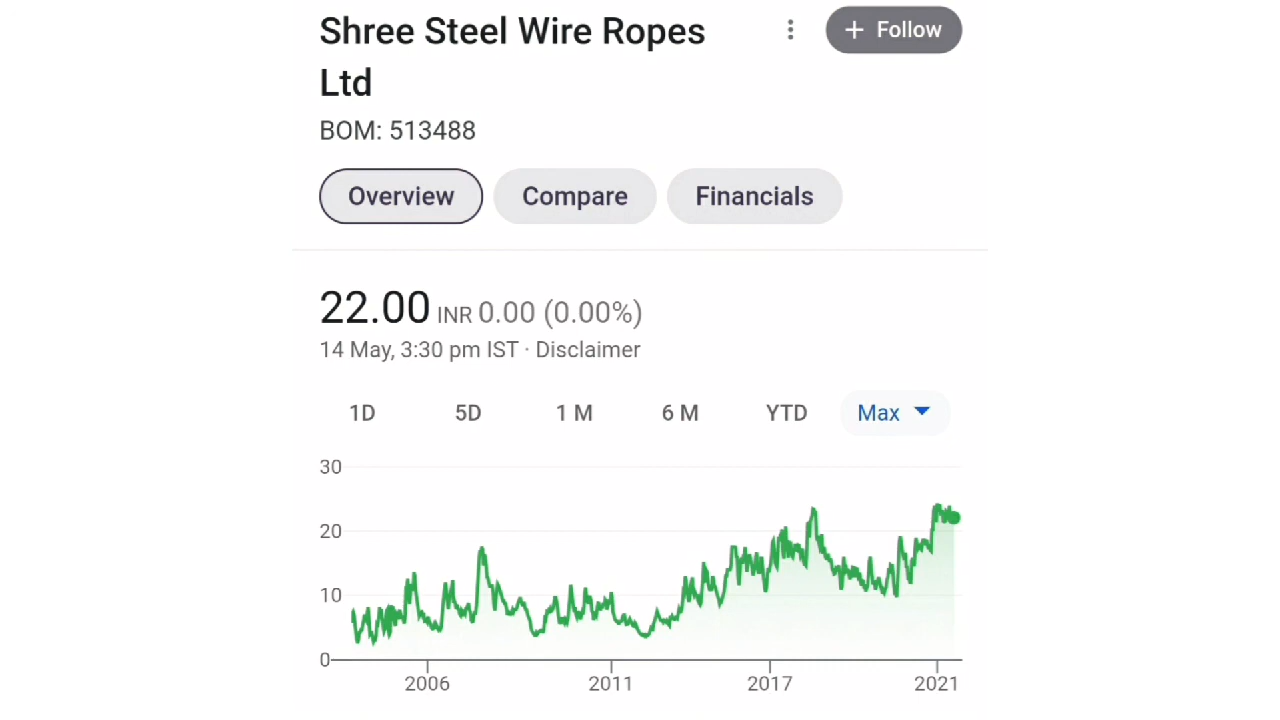 Shree Steel Wire Ropes
Ltd
+ Follow
BOM: 513488
Overview
Compare
Financials
22.00 INR 0.00 (0.00%)
14 May, 3:30 pm IST · Disclaimer
1D 5D 1 M 6 M YTD Max
30
20
10
0
2006 2011 2017 2021